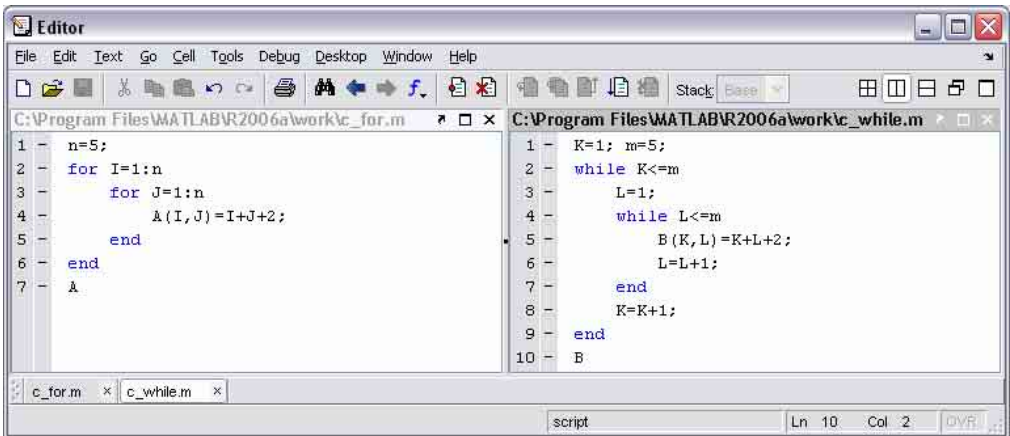 Editor
File Edit Text Go Cell Tools Debug Desktop Window Help
Stack: Base
C:\Program Files\MATLAB\R2006a\work\c_for.m
1 - n=5;
2 - for I=1:n
3 - for J=1:n
4 - A(I,J)=I+J+2;
5 - end
6 - end
7 - A
C:\Program Files\MATLAB\R2006a\work\c_while.m
1 - K=1; m=5;
2 - while K<=m
3 - L=1;
4 - while L<=m
5 - B(K,L)=K+L+2;
6 - L=L+1;
7 - end
8 - K=K+1;
9 - end
10 - B
c_for.m × c_while.m ×
script Ln 10 Col 2 OVR